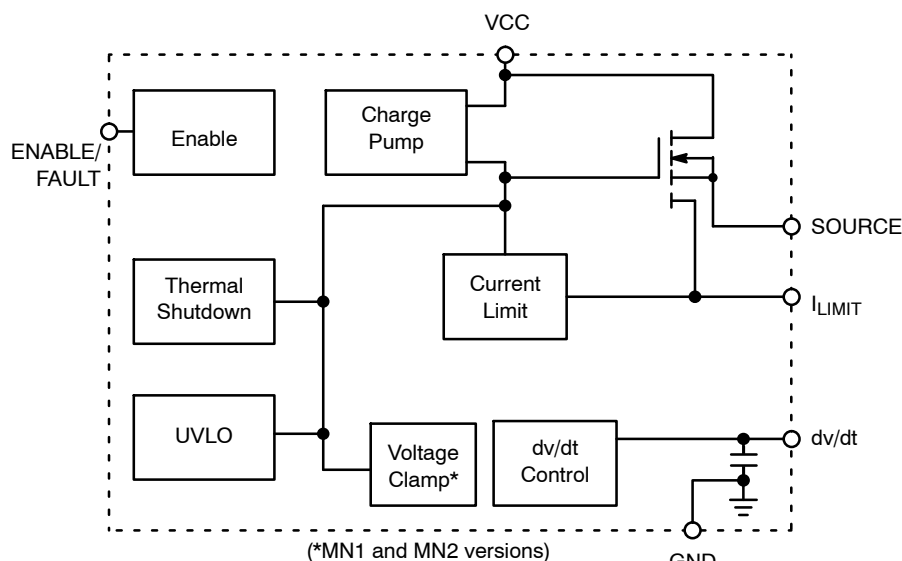 VCC
Enable
Charge
Pump
ENABLE/
FAULT
SOURCE
Thermal
Shutdown
Current
Limit
ILIMIT
UVLO
Voltage
Clamp*
dv/dt
Control
dv/dt
(*MN1 and MN2 versions)
GND